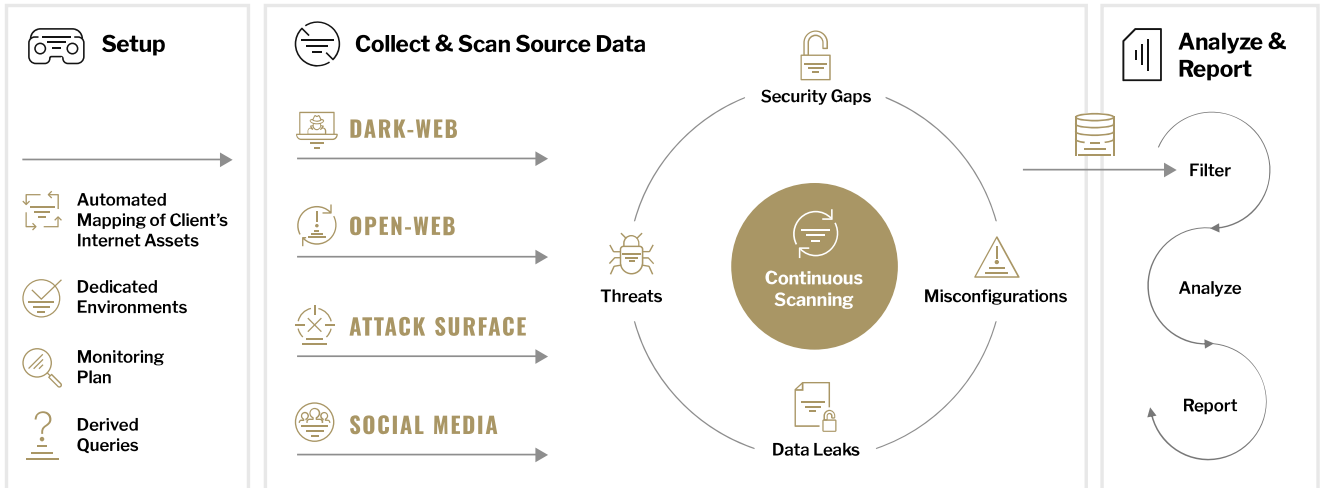 Setup
Automated
Mapping of Client's
Internet Assets
Dedicated
Environments
Monitoring
Plan
Derived
Queries
Collect & Scan Source Data
DARK-WEB
OPEN-WEB
ATTACK SURFACE
SOCIAL MEDIA
Security Gaps
Threats
Continuous
Scanning
Misconfigurations
Data Leaks
Analyze &
Report
Filter
Analyze
Report